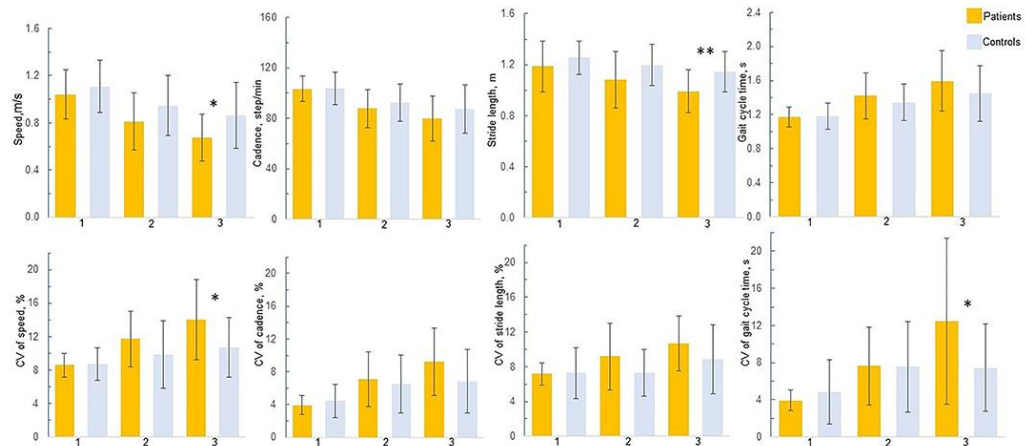 Patients
Controls
Speed,m/s
1.6
1.2
0.8
0.4
0.0
*
1 2 3
Cadence, step/min
160
120
80
40
0
1 2 3
Stride length, m
1.6
1.2
0.8
0.4
0.0
**
1 2 3
Gait cycle time, s
2.4
2.0
1.6
1.2
0.8
0.4
0.0
1 2 3
CV of speed, %
20
16
12
8
4
0
*
1 2 3
CV of cadence, %
20
16
12
8
4
0
1 2 3
CV of stride length, %
20
16
12
8
4
0
1 2 3
CV of gait cycle time, s
20
16
12
8
4
0
*
1 2 3